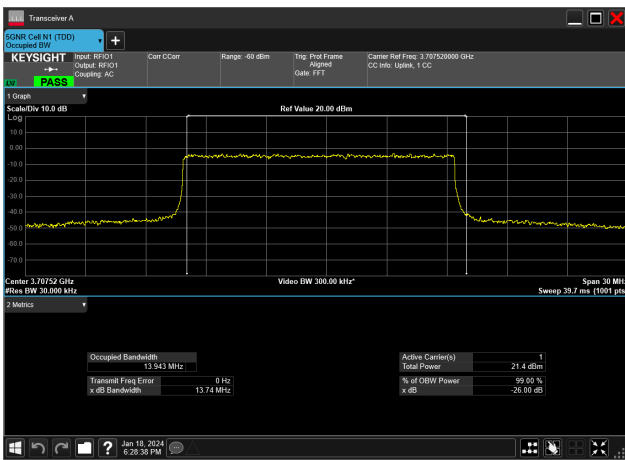 Transceiver A
5GNR Cell N1 (TDD)
Occupied BW
+
KEYSIGHT
Input: RFIO1
Output: RFIO1
Coupling: AC
Corr CCorr
Range: -60 dBm
Trig: Prot Frame
Aligned
Gate: FFT
Carrier Ref Freq: 3.707520000 GHz
CC Info: Uplink, 1 CC
PASS
1 Graph
Scale/Div 10.0 dB
Ref Value 20.00 dBm
Log
10.0
0.00
-10.0
-20.0
-30.0
-40.0
-50.0
-60.0
-70.0
Center 3.70752 GHz
Video BW 300.00 kHz*
Span 30 MHz
#Res BW 30.000 kHz
Sweep 39.7 ms (1001 pts
2 Metrics
Occupied Bandwidth
13.943 MHz
Active Carrier(s) 1
Total Power 21.4 dBm
Transmit Freq Error 0 Hz
x dB Bandwidth 13.74 MHz
% of OBW Power 99.00 %
x dB -26.00 dB
?
Jan 18, 2024
6:28:38 PM